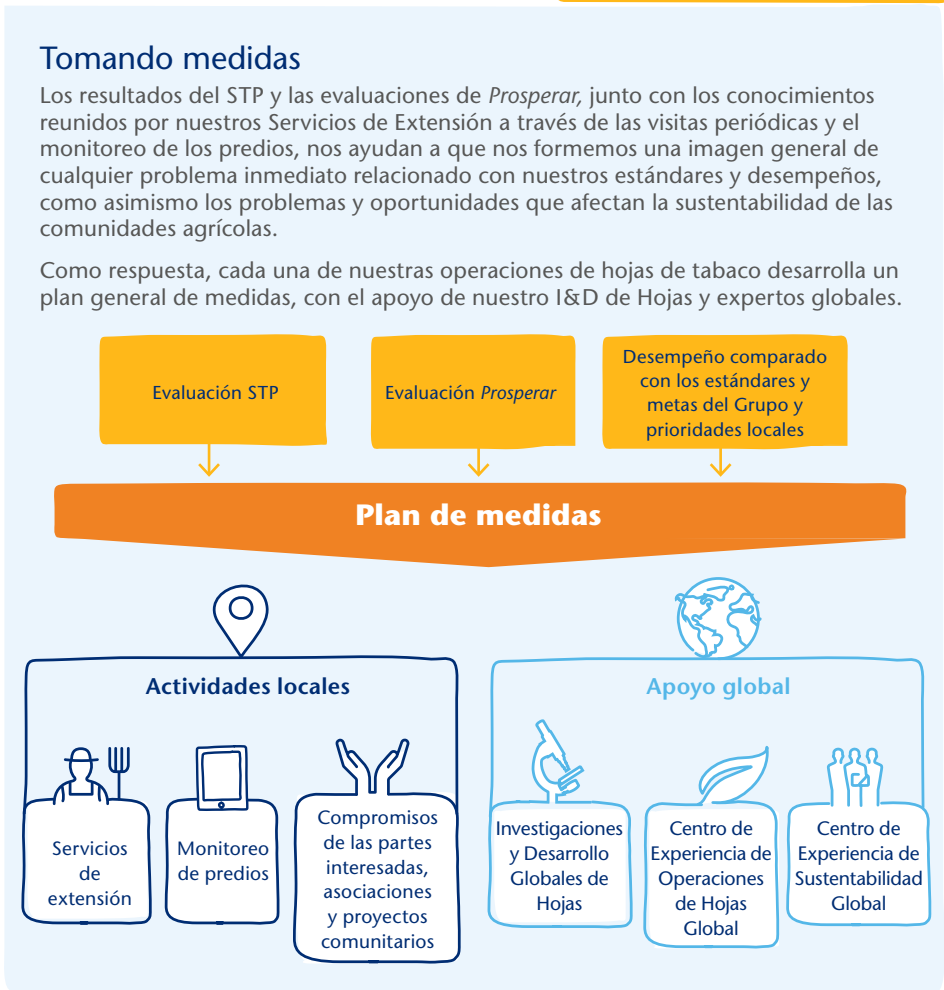 Tomando medidas
Los resultados del STP y las evaluaciones de Prosperar, junto con los conocimientos
reunidos por nuestros Servicios de Extensión a través de las visitas periódicas y el
monitoreo de los predios, nos ayudan a que nos formemos una imagen general de
cualquier problema inmediato relacionado con nuestros estándares y desempeños,
como asimismo los problemas y oportunidades que afectan la sustentabilidad de las
comunidades agrícolas.
Como respuesta, cada una de nuestras operaciones de hojas de tabaco desarrolla un
plan general de medidas, con el apoyo de nuestro I&D de Hojas y expertos globales.
Evaluación STP
Evaluación Prosperar
Desempeño comparado
con los estándares y
metas del Grupo y
prioridades locales
Plan de medidas
Actividades locales
Servicios
de
extensión
Monitoreo
de predios
Compromisos
de las partes
interesadas,
asociaciones
y proyectos
comunitarios
Apoyo global
Investigaciones
y Desarrollo
Globales de
Hojas
Centro de
Experiencia de
Operaciones
de Hojas
Global
Centro de
Experiencia de
Sustentabilidad
Global